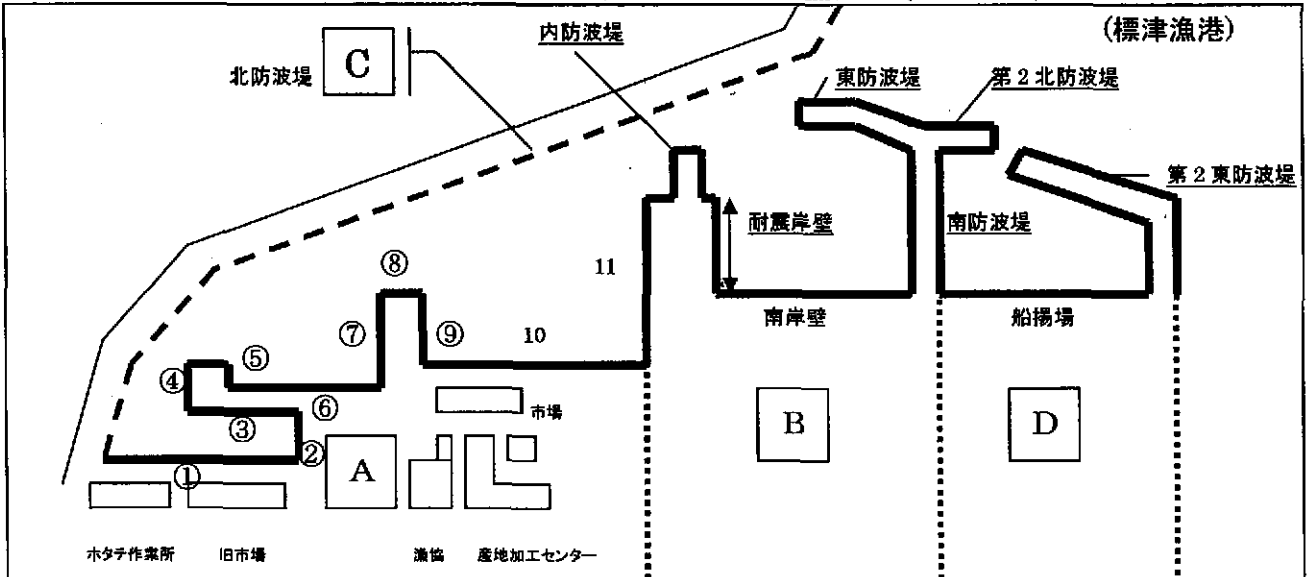 (標津漁港)
内防波堤
北防波堤
C
東防波堤
第2北防波堤
第2東防波堤
耐震岸壁
南防波堤
⑧
11
⑦
⑨
10
南岸壁
船揚場
⑤
④
⑥
市場
③
②
①
A
B
D
ホタテ作業所
旧市場
漁協
産地加工センター